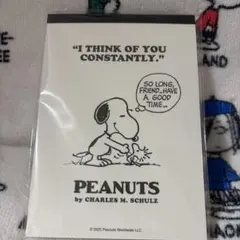 "I THINK OF YOU
CONSTANTLY."
SO LONG,
FRIEND..HAVE
A GOOD
TIME...
PEANUTS
by CHARLES M. SCHULZ
© 2022 Peanuts Worldwide LLC